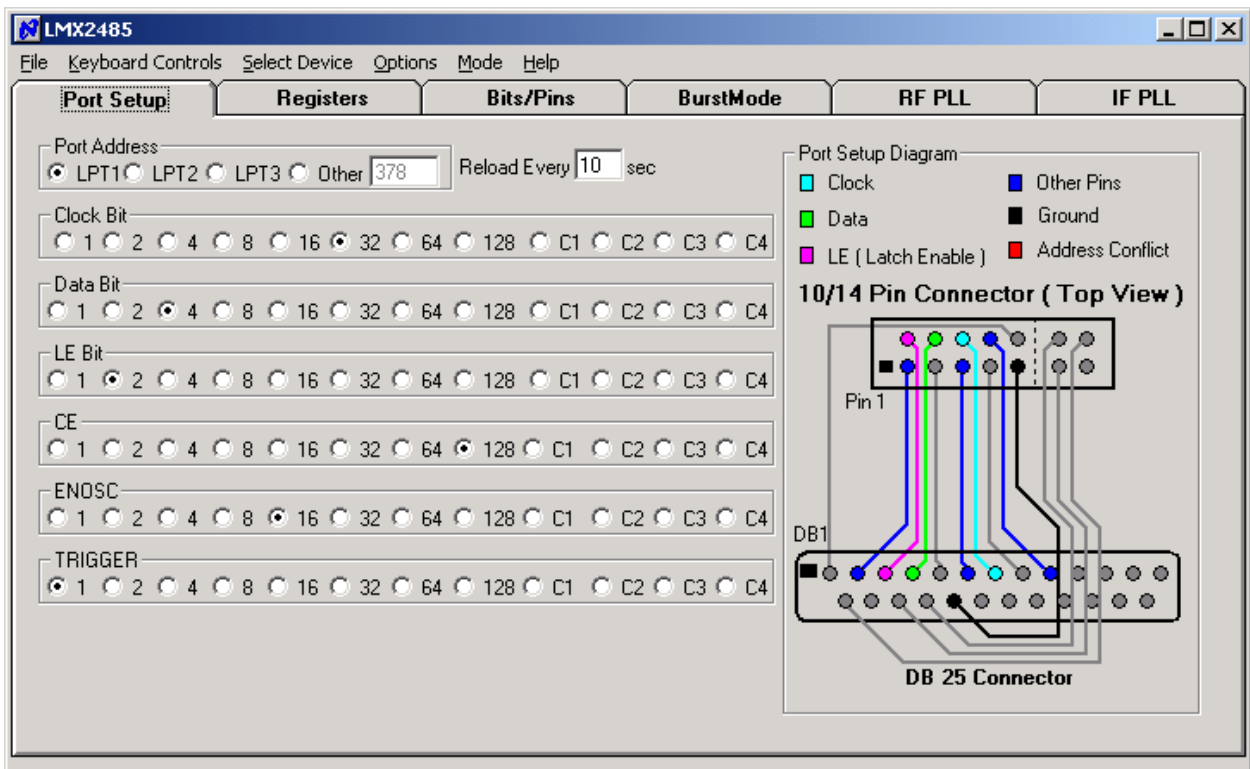 LMX2485
File Keyboard Controls Select Device Options Mode Help
Port Setup Registers Bits/Pins BurstMode RF PLL IF PLL
Port Address
LPT1 LPT2 LPT3 Other 378 Reload Every 10 sec
Clock Bit
1 2 4 8 16 32 64 128 C1 C2 C3 C4
Data Bit
1 2 4 8 16 32 64 128 C1 C2 C3 C4
LE Bit
1 2 4 8 16 32 64 128 C1 C2 C3 C4
CE
1 2 4 8 16 32 64 128 C1 C2 C3 C4
ENOSC
1 2 4 8 16 32 64 128 C1 C2 C3 C4
TRIGGER
1 2 4 8 16 32 64 128 C1 C2 C3 C4
Port Setup Diagram
Clock Other Pins
Data Ground
LE ( Latch Enable ) Address Conflict
10/14 Pin Connector ( Top View )
Pin 1
DB1
DB 25 Connector